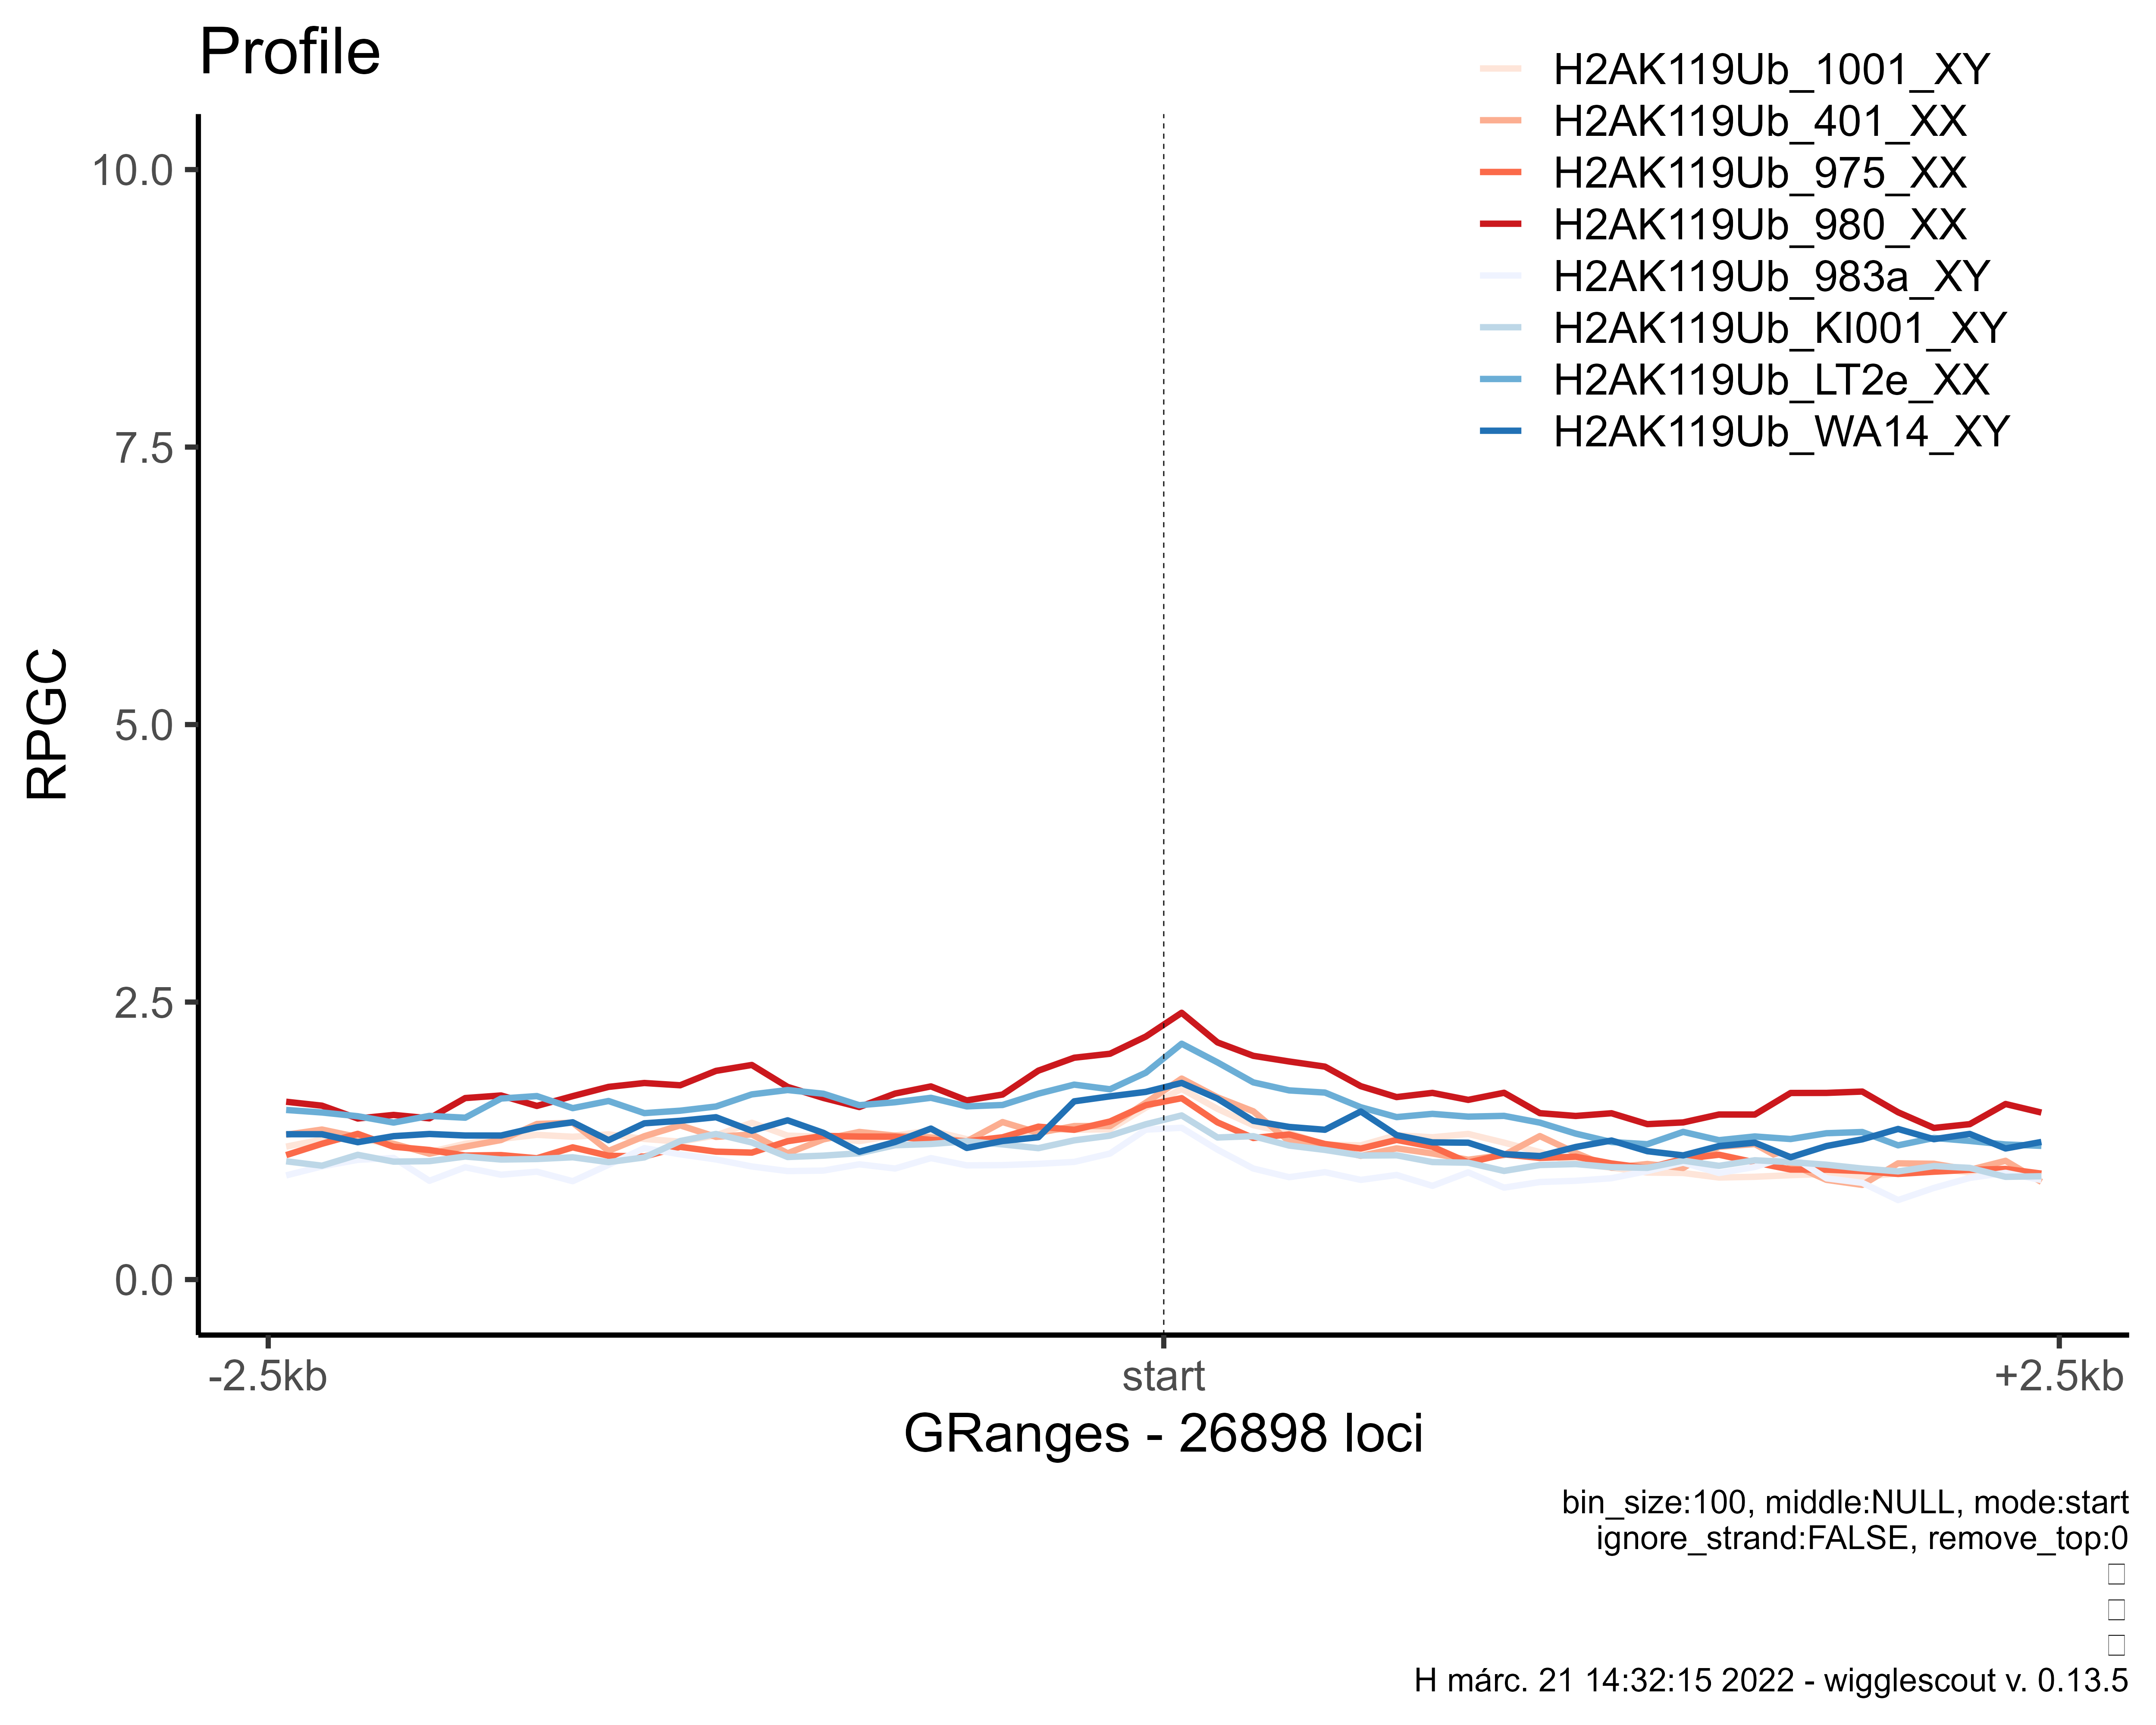 Profile
H2AK119Ub_1001_XY
H2AK119Ub_401_XX
H2AK119Ub_975_XX
H2AK119Ub_980_XX
H2AK119Ub_983a_XY
H2AK119Ub_KI001_XY
H2AK119Ub_LT2e_XX
H2AK119Ub_WA14_XY
10.0
7.5
5.0
2.5
0.0
RPGC
-2.5kb
start
+2.5kb
GRanges - 26898 loci
bin_size:100, middle:NULL, mode:start
ignore_strand:FALSE, remove_top:0
H márc. 21 14:32:15 2022 - wigglescout v. 0.13.5